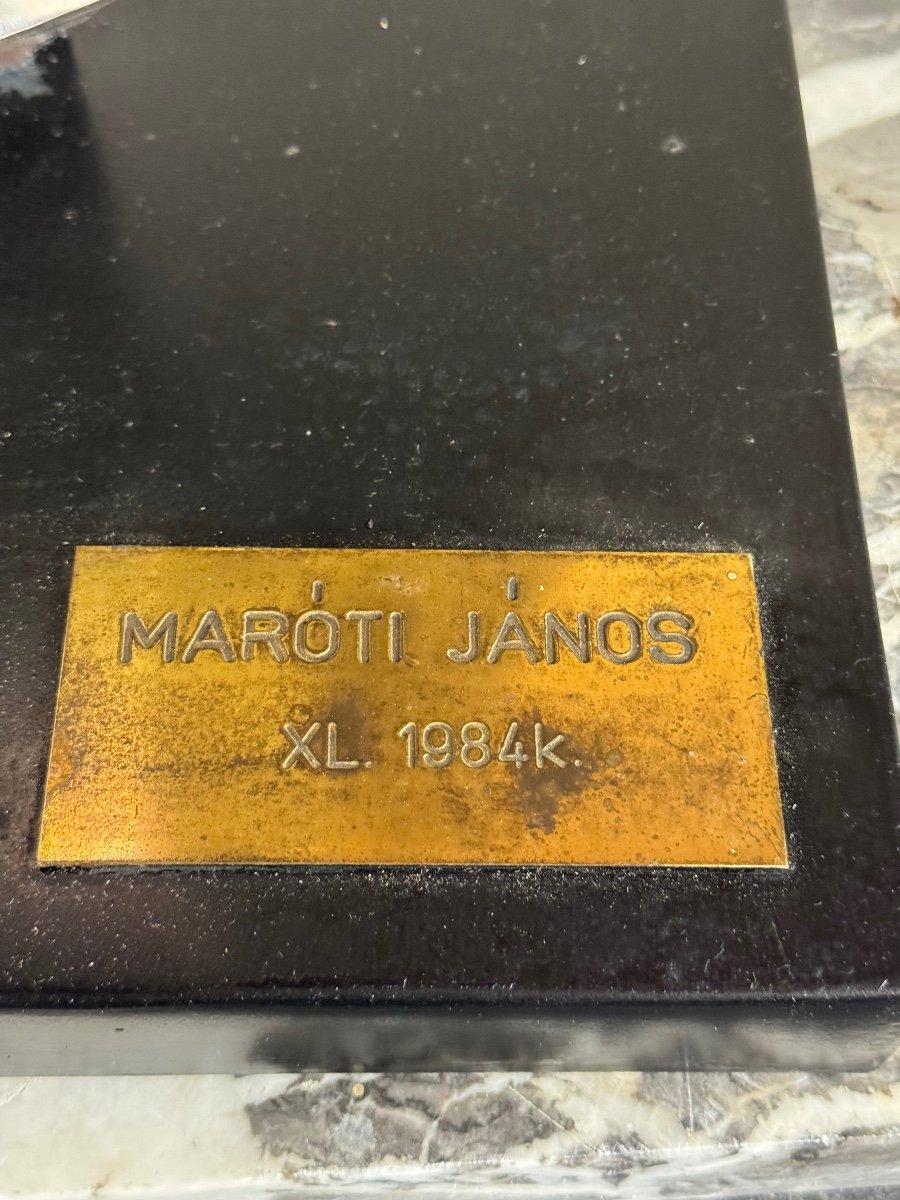 MARÓTI JÁNOS
XL. 1984k.